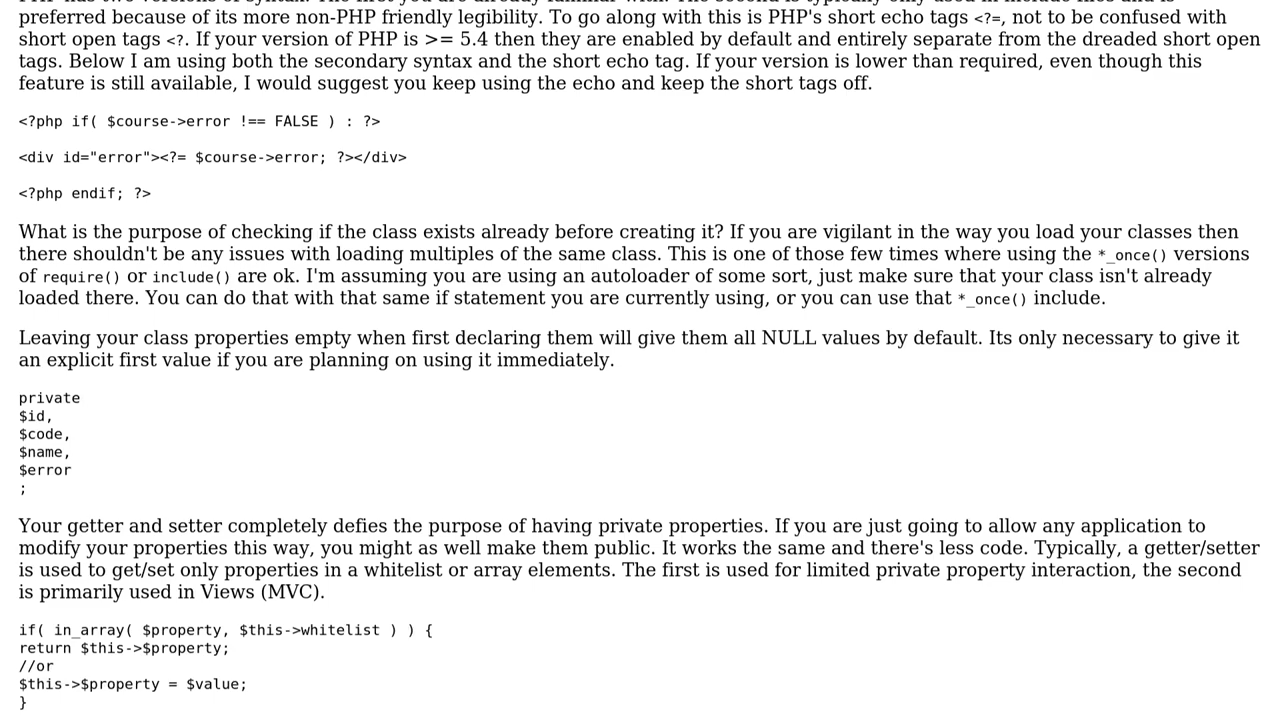 preferred because of its more non-PHP friendly legibility. To go along with this is PHP's short echo tags <?=, not to be confused with
short open tags <?. If your version of PHP is >= 5.4 then they are enabled by default and entirely separate from the dreaded short open
tags. Below I am using both the secondary syntax and the short echo tag. If your version is lower than required, even though this
feature is still available, I would suggest you keep using the echo and keep the short tags off.
<?php if( $course->error !== FALSE ) : ?>
<div id="error"><?= $course->error; ?></div>
<?php endif; ?>
What is the purpose of checking if the class exists already before creating it? If you are vigilant in the way you load your classes then
there shouldn't be any issues with loading multiples of the same class. This is one of those few times where using the *_once() versions
of require() or include() are ok. I'm assuming you are using an autoloader of some sort, just make sure that your class isn't already
loaded there. You can do that with that same if statement you are currently using, or you can use that *_once() include.
Leaving your class properties empty when first declaring them will give them all NULL values by default. Its only necessary to give it
an explicit first value if you are planning on using it immediately.
private
$id,
$code,
$name,
$error
;
Your getter and setter completely defies the purpose of having private properties. If you are just going to allow any application to
modify your properties this way, you might as well make them public. It works the same and there's less code. Typically, a getter/setter
is used to get/set only properties in a whitelist or array elements. The first is used for limited private property interaction, the second
is primarily used in Views (MVC).
if( in_array( $property, $this->whitelist ) ) {
return $this->$property;
//or
$this->$property = $value;
}